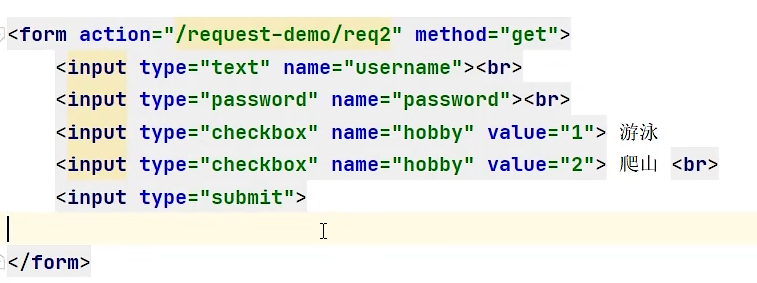 <form action="/request-demo/req2" method="get">
<input type="text" name="username"><br>
<input type="password" name="password"><br>
<input type="checkbox" name="hobby" value="1"> 游泳
<input type="checkbox" name="hobby" value="2"> 爬山 <br>
<input type="submit">
</form>